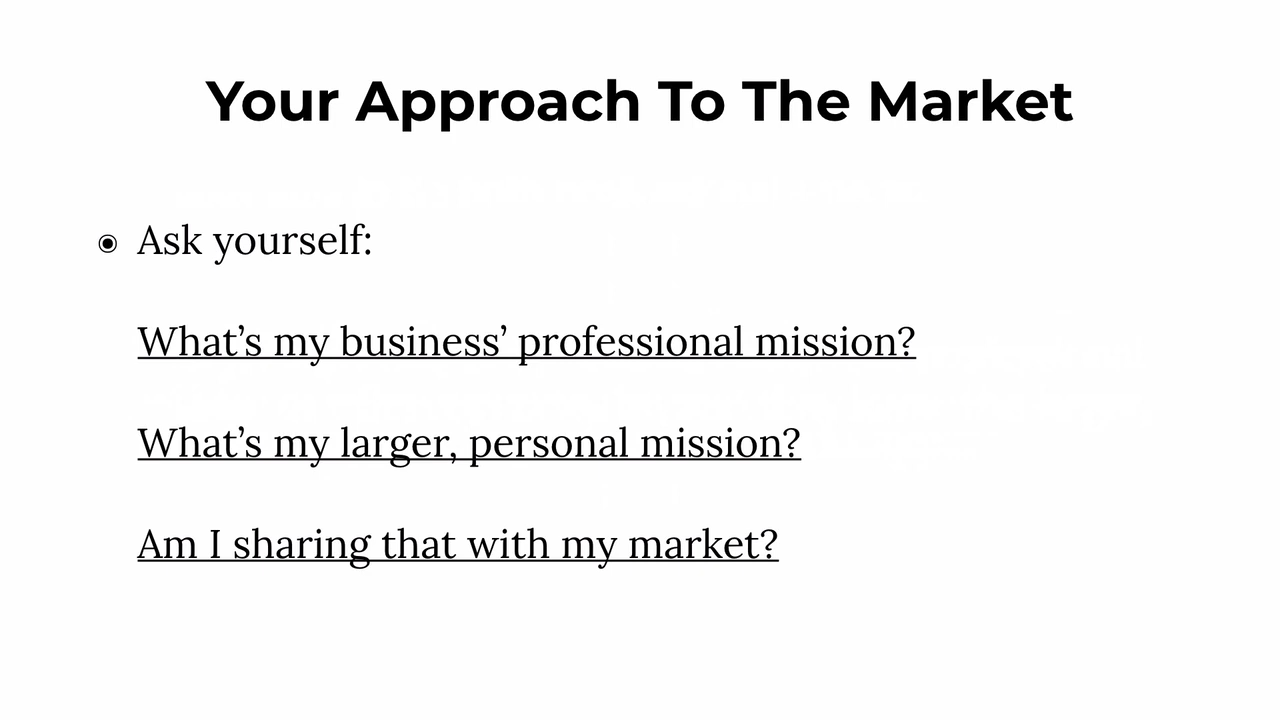 Your Approach To The Market
Ask yourself:
What’s my business’ professional mission?
What’s my larger, personal mission?
Am I sharing that with my market?